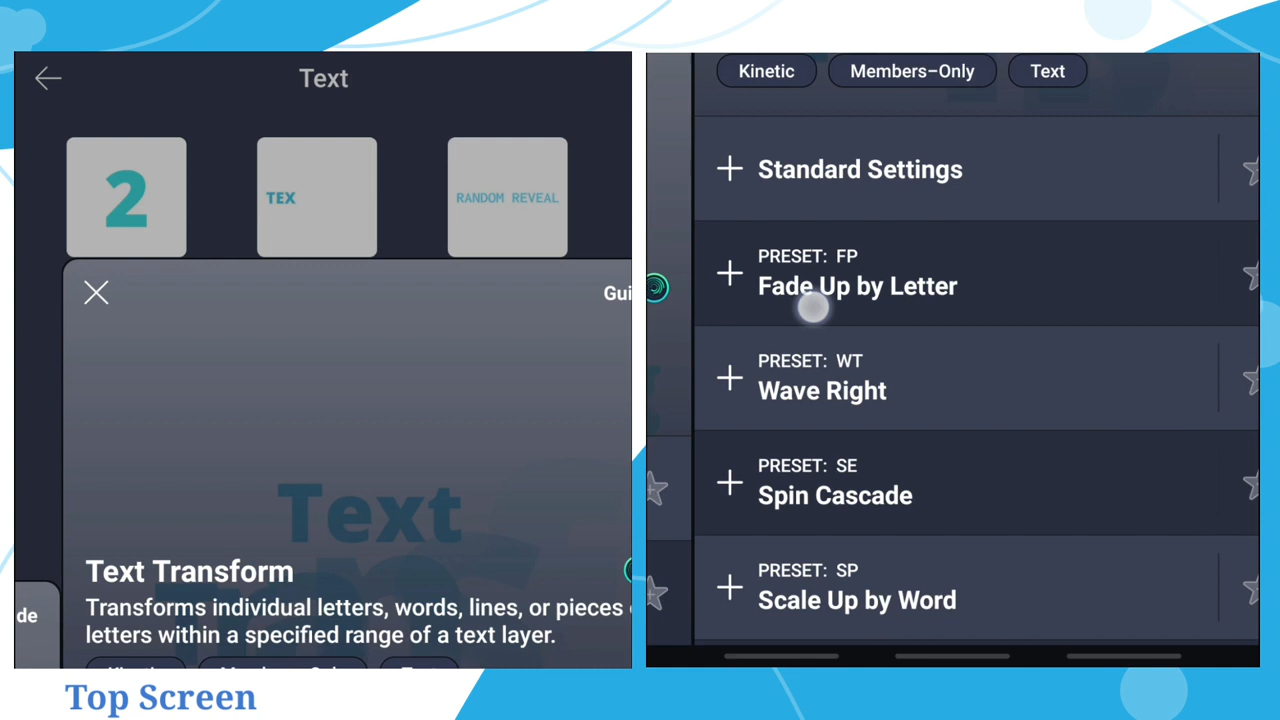 Text
2
TEX
RANDOM REVEAL
Gui
Text
Text Transform
Transforms individual letters, words, lines, or pieces
letters within a specified range of a text layer.
de
Top Screen
Kinetic
Members-Only
Text
Standard Settings
PRESET: FP
Fade Up by Letter
PRESET: WT
Wave Right
PRESET: SE
Spin Cascade
PRESET: SP
Scale Up by Word